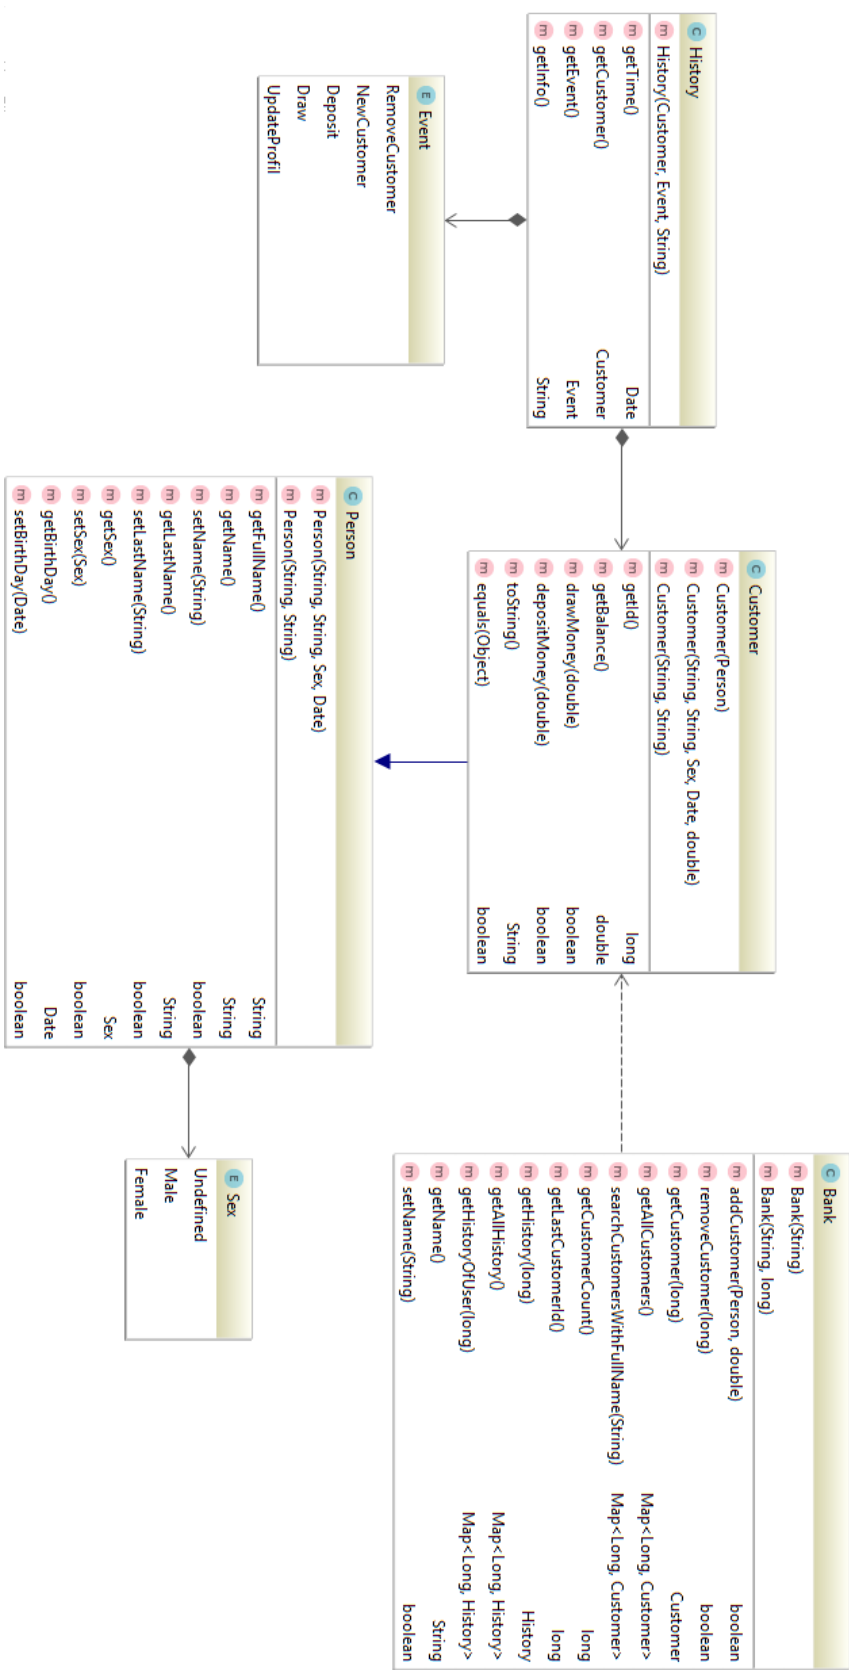 History
History(Customer, Event, String)
getTime() Date
getCustomer() Customer
getEvent() Event
getInfo() String
Event
RemoveCustomer
NewCustomer
Deposit
Draw
UpdateProfil
Customer
Customer(Person)
Customer(String, String, Sex, Date, double)
Customer(String, String)
getId() long
getBalance() double
drawMoney(double) boolean
depositMoney(double) boolean
toString() String
equals(Object) boolean
Person
Person(String, String, Sex, Date)
Person(String, String)
getFullName() String
getName() String
setName(String) boolean
getLastName() String
setLastName(String) boolean
getSex() Sex
setSex(Sex) boolean
getBirthDay() Date
setBirthDay(Date) boolean
Bank
Bank(String)
Bank(String, long)
addCustomer(Person, double) boolean
removeCustomer(long) boolean
getCustomer(long) Customer
getAllCustomers() Map<Long, Customer>
searchCustomersWithFullName(String) Map<Long, Customer>
getCustomerCount() long
getLastCustomerId() long
getHistory(long) History
getAllHistory() Map<Long, History>
getHistoryOfUser(long) Map<Long, History>
getName() String
setName(String) boolean
Sex
Undefined
Male
Female